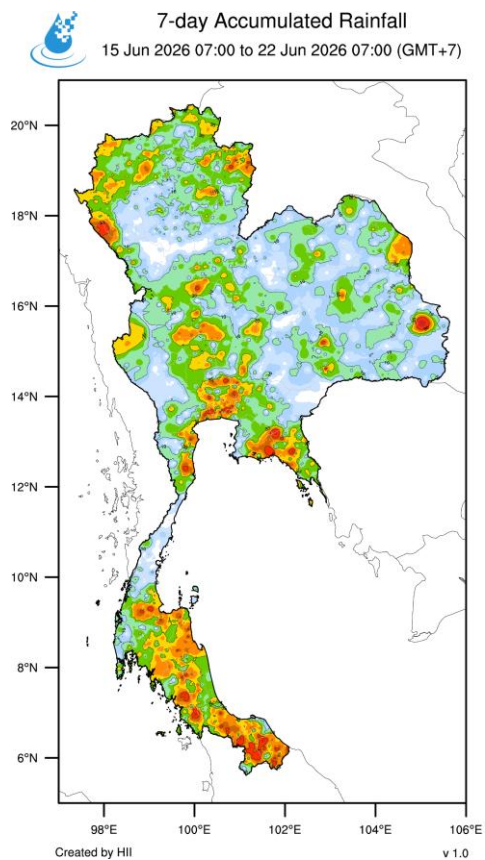 7-day Accumulated Rainfall
15 Jun 2026 07:00 to 22 Jun 2026 07:00 (GMT+7)
20°N
18°N
16°N
14°N
12°N
10°N
8°N
6°N
98°E 100°E 102°E 104°E 106°E
Created by HII v 1.0